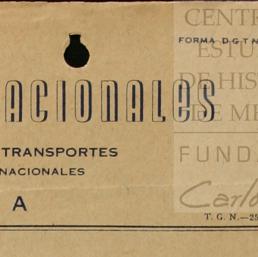 CENTR
FORMA D G T N
ESTU
DE HIS
ACIONALES
DE ME
TRANSPORTES
FUND
NACIONALES
Carlo
A
T. G. N.—25